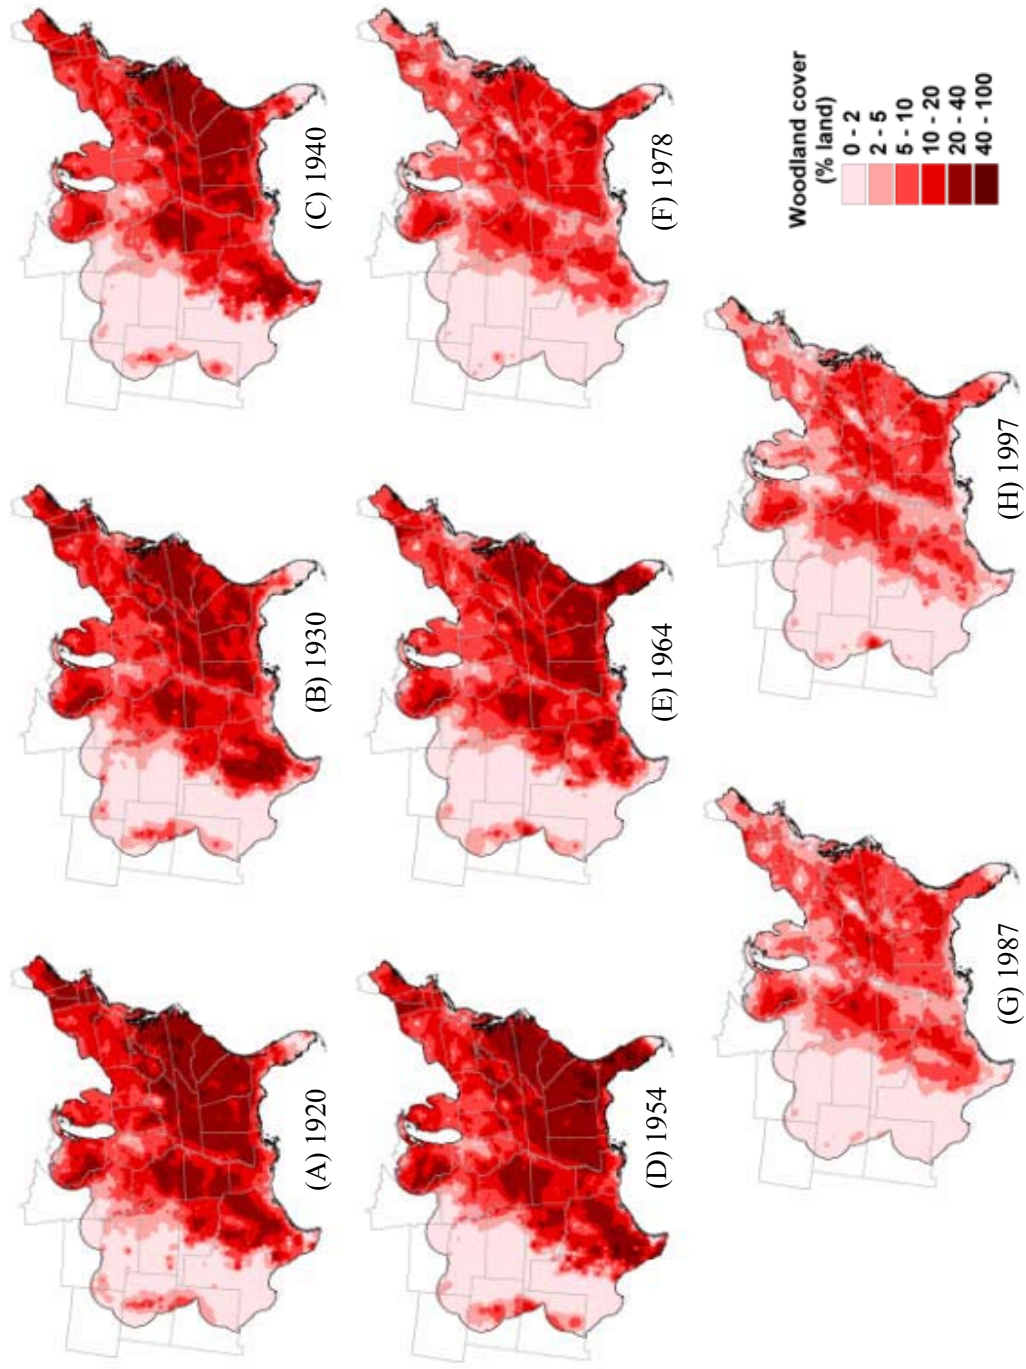 (A) 1920
(B) 1930
(C) 1940
(D) 1954
(E) 1964
(F) 1978
(G) 1987
(H) 1997
Woodland cover
(% land)
0 - 2
2 - 5
5 - 10
10 - 20
20 - 40
40 - 100